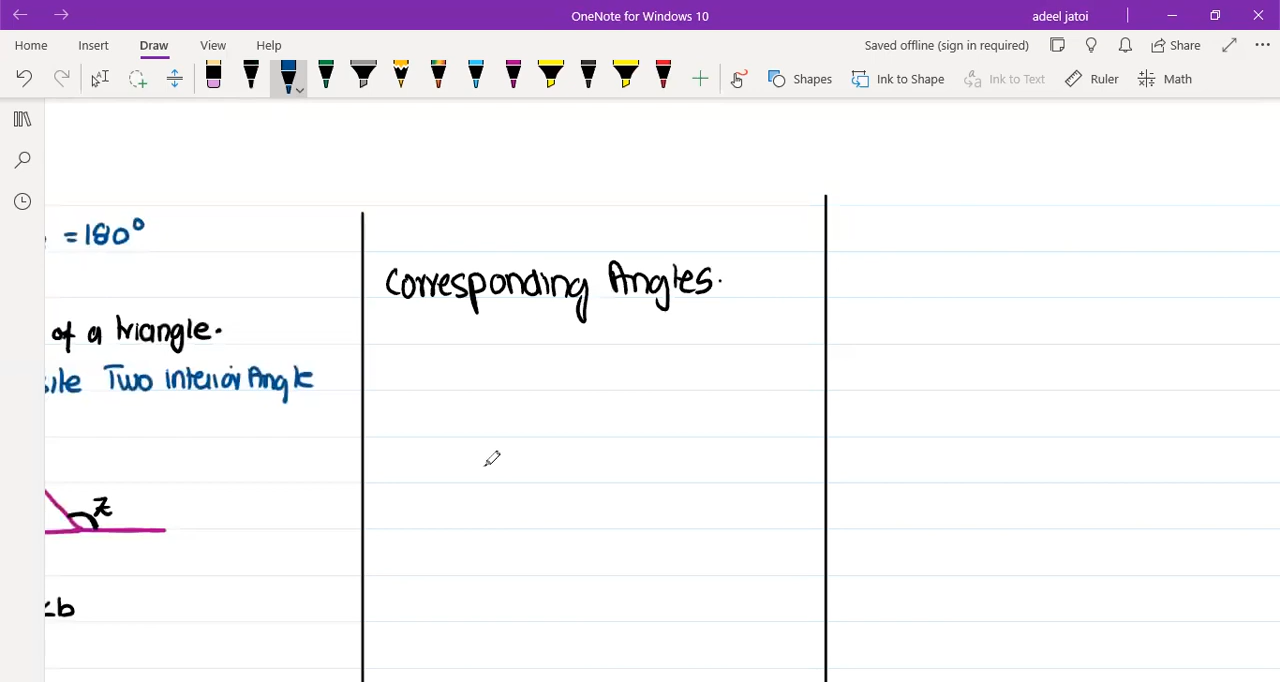 OneNote for Windows 10
adeel jatoi
Home
Insert
Draw
View
Help
Saved offline (sign in required)
Share
Shapes
Ink to Shape
Ink to Text
Ruler
Math
= 180°
of a triangle.
Two interior Angle
z
<b
Corresponding Angles.